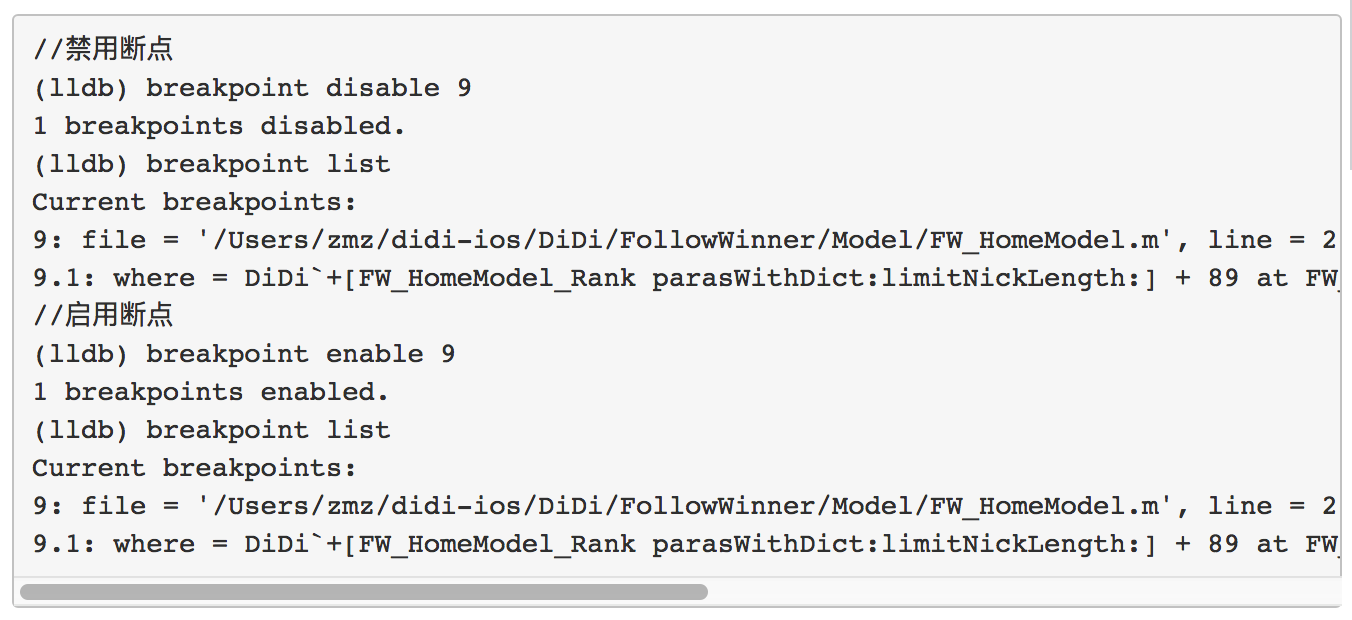 //禁用断点
(lldb) breakpoint disable 9
1 breakpoints disabled.
(lldb) breakpoint list
Current breakpoints:
9: file = '/Users/zmz/didi-ios/DiDi/FollowWinner/Model/FW_HomeModel.m', line = 2
9.1: where = DiDi`+[FW_HomeModel_Rank parasWithDict:limitNickLength:] + 89 at FW_
//启用断点
(lldb) breakpoint enable 9
1 breakpoints enabled.
(lldb) breakpoint list
Current breakpoints:
9: file = '/Users/zmz/didi-ios/DiDi/FollowWinner/Model/FW_HomeModel.m', line = 2
9.1: where = DiDi`+[FW_HomeModel_Rank parasWithDict:limitNickLength:] + 89 at FW_